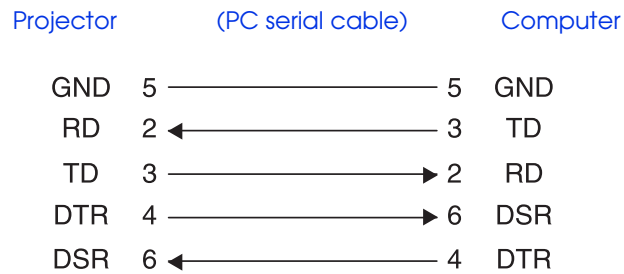 Projector (PC serial cable) Computer
GND 5 5 GND
RD 2 3 TD
TD 3 2 RD
DTR 4 6 DSR
DSR 6 4 DTR